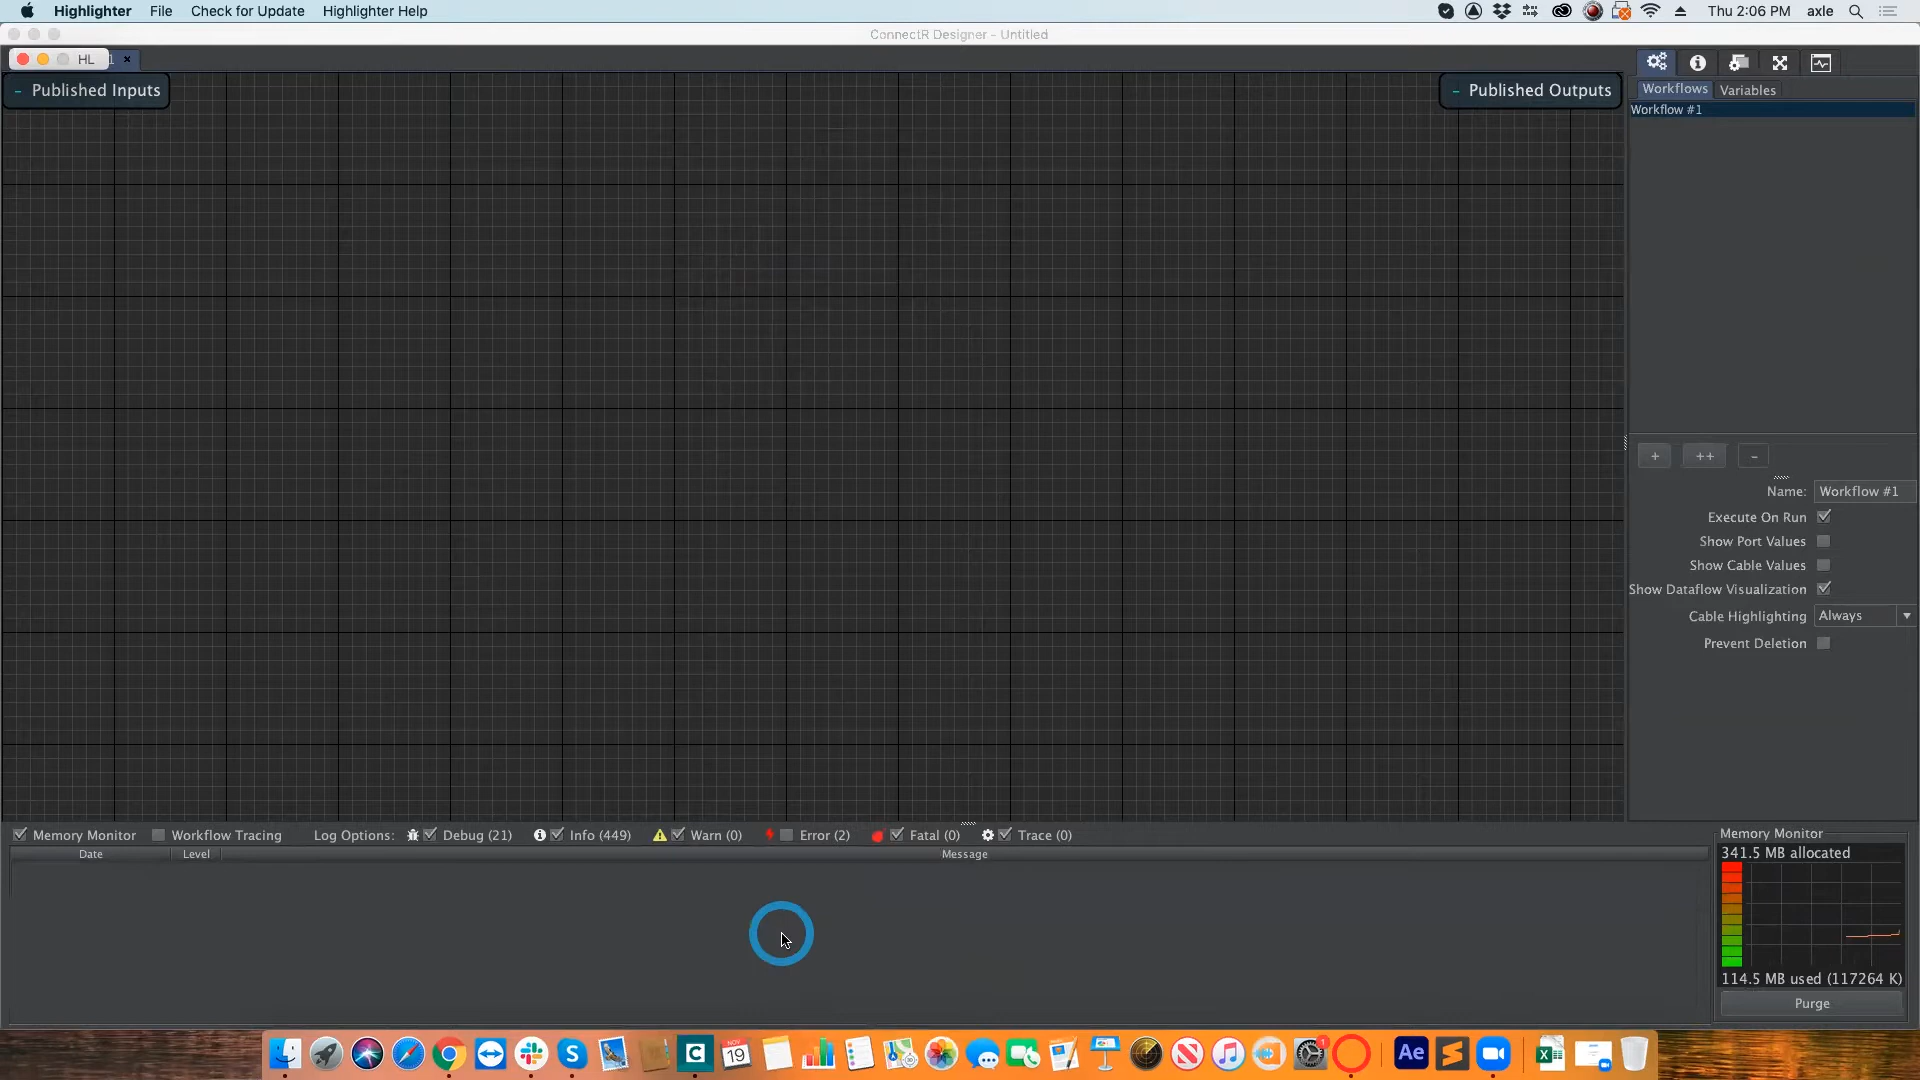 Highlighter File Check for Update Highlighter Help Thu 2:06 PM axle
ConnectR Designer - Untitled
HL
Published Inputs
Published Outputs
Workflows Variables
Workflow #1
+ ++ -
Name: Workflow #1
Execute On Run
Show Port Values
Show Cable Values
Show Dataflow Visualization
Cable Highlighting Always
Prevent Deletion
Memory Monitor Workflow Tracing Log Options: Debug (21) Info (449) Warn (0) Error (2) Fatal (0) Trace (0)
Date Level Message
Memory Monitor
341.5 MB allocated
114.5 MB used (117264 K)
Purge
NOV
19
C
S
Ae
1